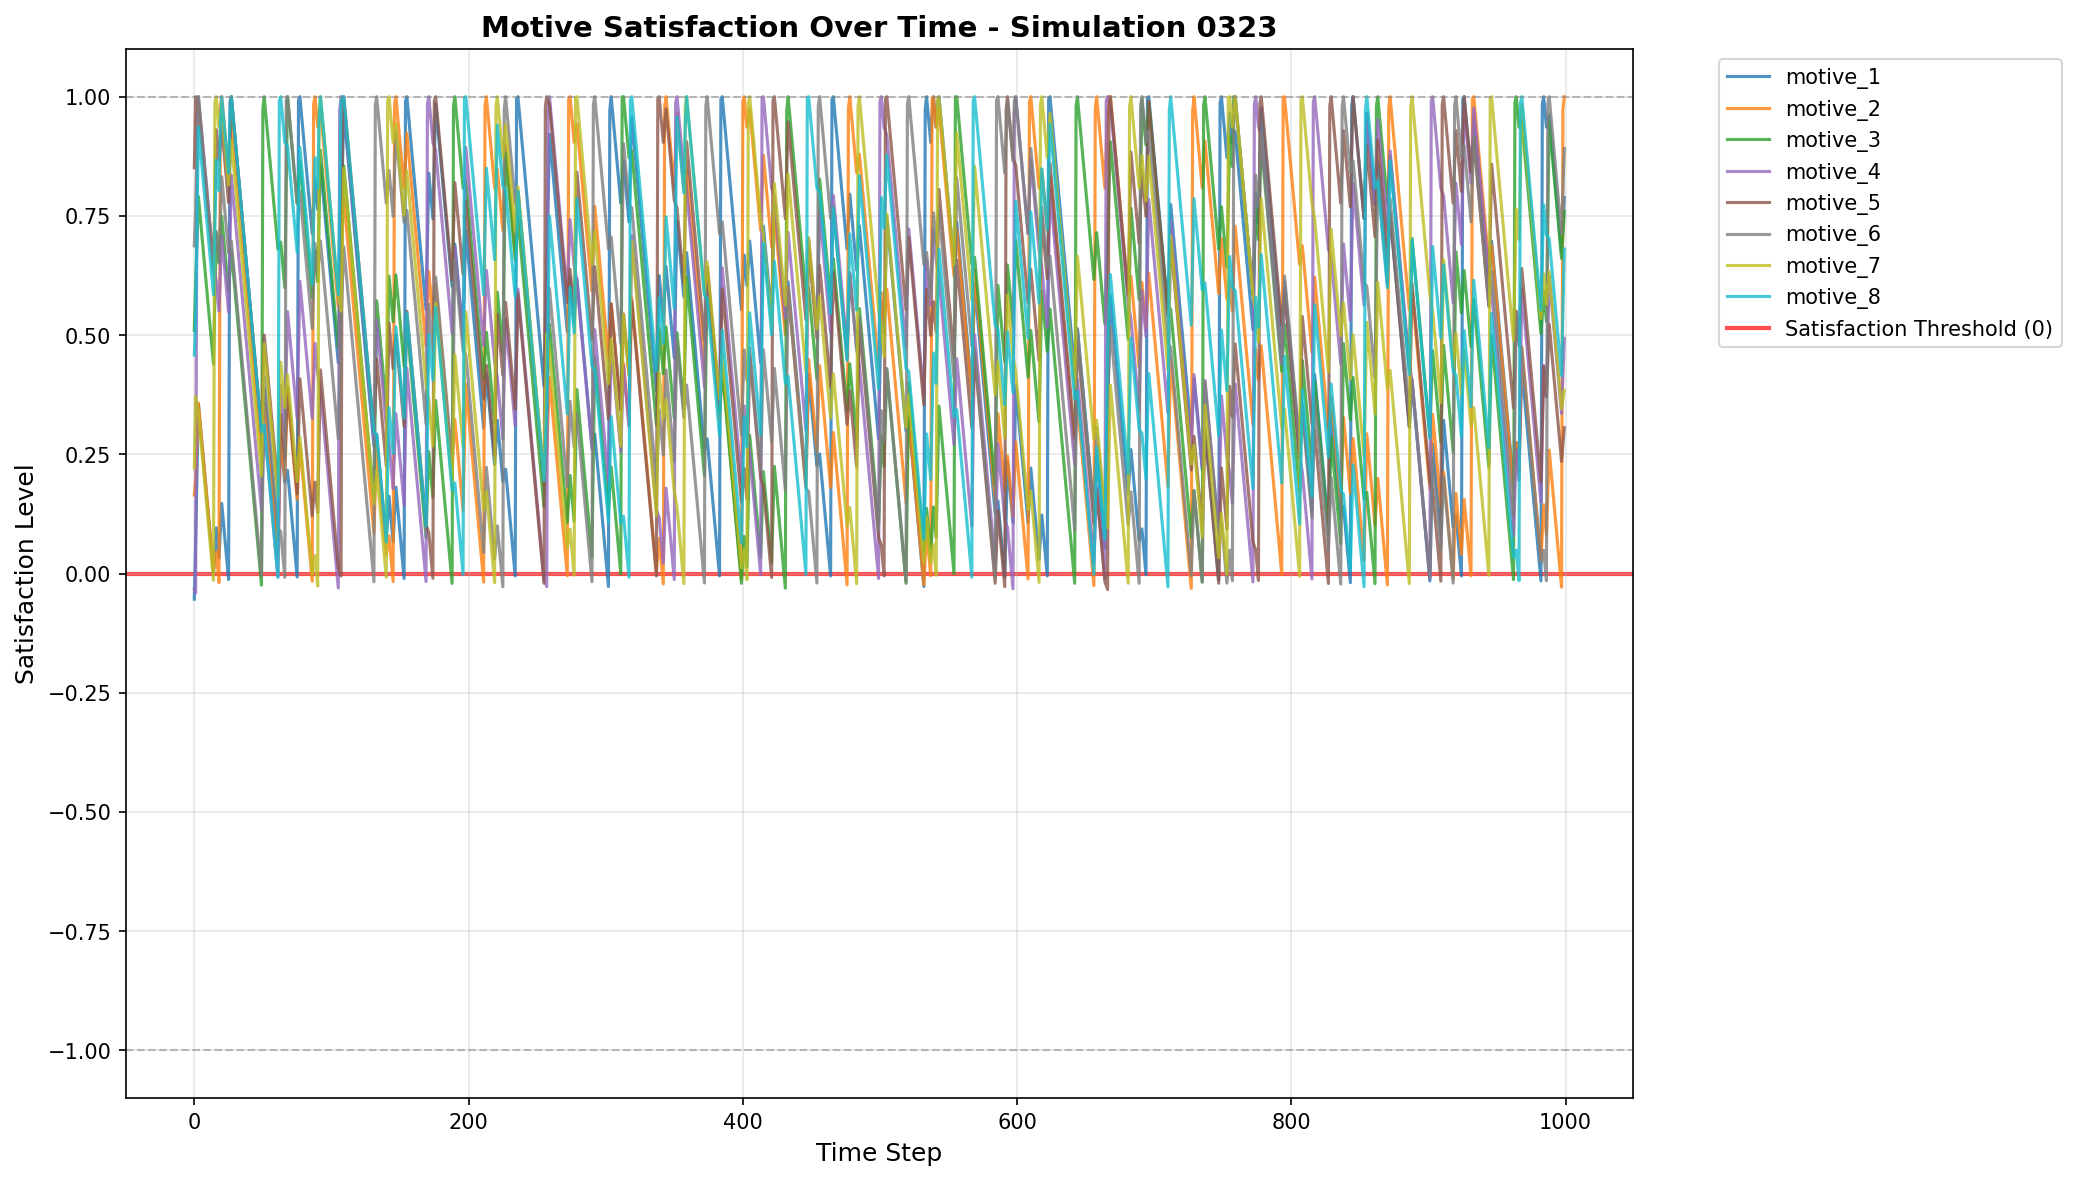 Motive Satisfaction Over Time - Simulation 0323
Satisfaction Level
1.00
0.75
0.50
0.25
0.00
−0.25
−0.50
−0.75
−1.00
0
200
400
600
800
1000
Time Step
motive_1
motive_2
motive_3
motive_4
motive_5
motive_6
motive_7
motive_8
Satisfaction Threshold (0)